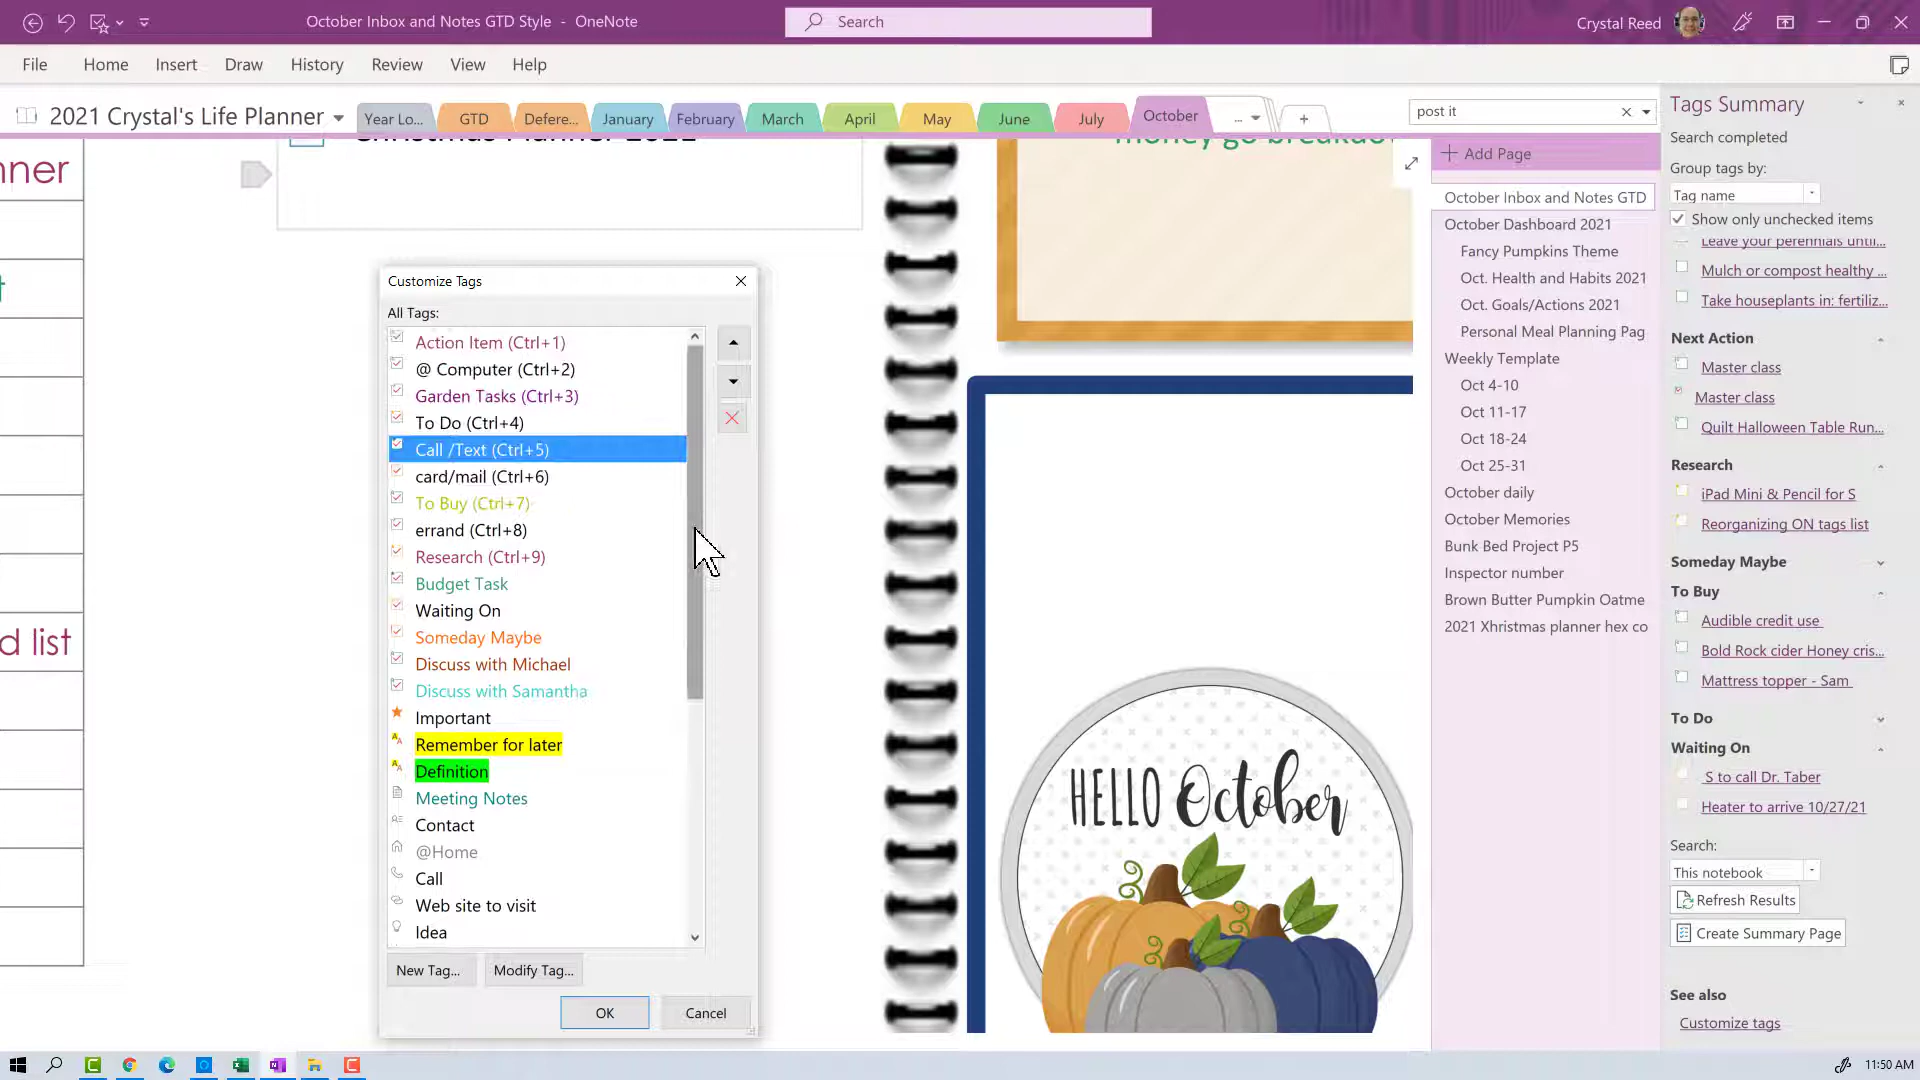 October Inbox and Notes GTD Style - OneNote
Search
Crystal Reed
File Home Insert Draw History Review View Help
2021 Crystal's Life Planner
Year Lo... GTD Defere... January February March April May June July October ...
post it
nner
t
d list
Christmas Planner 2021
Customize Tags
All Tags:
Action Item (Ctrl+1)
@ Computer (Ctrl+2)
Garden Tasks (Ctrl+3)
To Do (Ctrl+4)
Call /Text (Ctrl+5)
card/mail (Ctrl+6)
To Buy (Ctrl+7)
errand (Ctrl+8)
Research (Ctrl+9)
Budget Task
Waiting On
Someday Maybe
Discuss with Michael
Discuss with Samantha
Important
Remember for later
Definition
Meeting Notes
Contact
@Home
Call
Web site to visit
Idea
New Tag...
Modify Tag...
OK
Cancel
money go
HELLO October
Add Page
October Inbox and Notes GTD
October Dashboard 2021
Fancy Pumpkins Theme
Oct. Health and Habits 2021
Oct. Goals/Actions 2021
Personal Meal Planning Pag
Weekly Template
Oct 4-10
Oct 11-17
Oct 18-24
Oct 25-31
October daily
October Memories
Bunk Bed Project P5
Inspector number
Brown Butter Pumpkin Oatme
2021 Xhristmas planner hex co
Tags Summary
Search completed
Group tags by:
Tag name
Show only unchecked items
Leave your perennials until...
Mulch or compost healthy ...
Take houseplants in: fertiliz...
Next Action
Master class
Master class
Quilt Halloween Table Run...
Research
iPad Mini & Pencil for S
Reorganizing ON tags list
Someday Maybe
To Buy
Audible credit use
Bold Rock cider Honey cris...
Mattress topper - Sam
To Do
Waiting On
S to call Dr. Taber
Heater to arrive 10/27/21
Search:
This notebook
Refresh Results
Create Summary Page
See also
Customize tags
11:50 AM